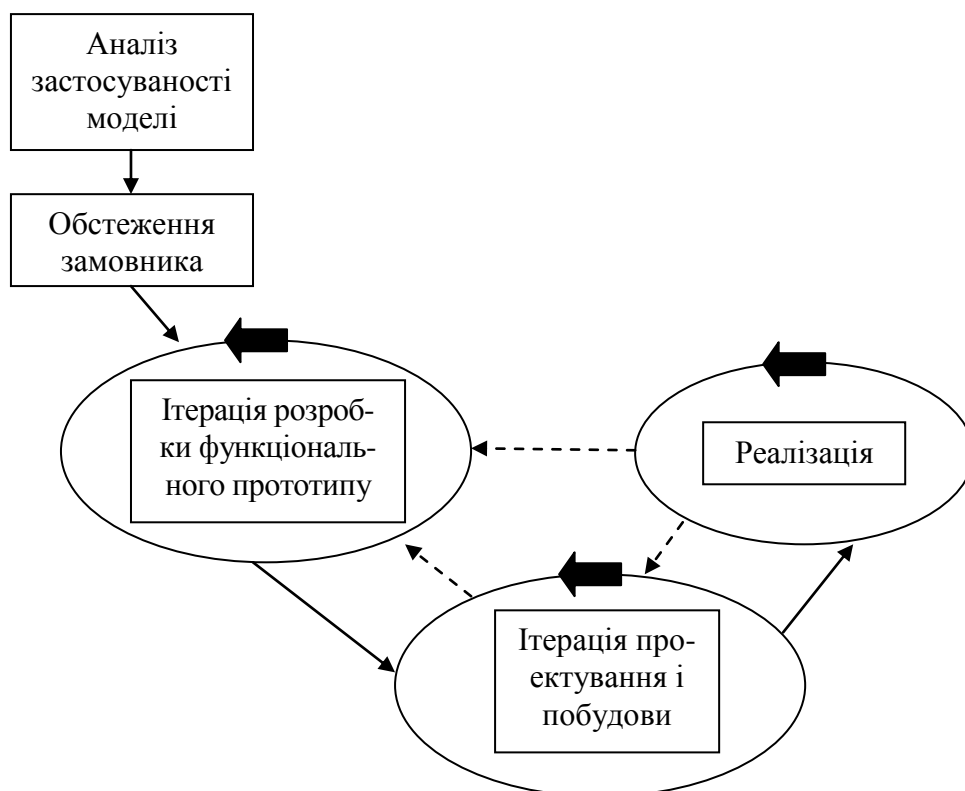 Аналіз
застосуваності
моделі
Обстеження
замовника
Ітерація розроб-
ки функціональ-
ного прототипу
Реалізація
Ітерація про-
ектування і
побудови